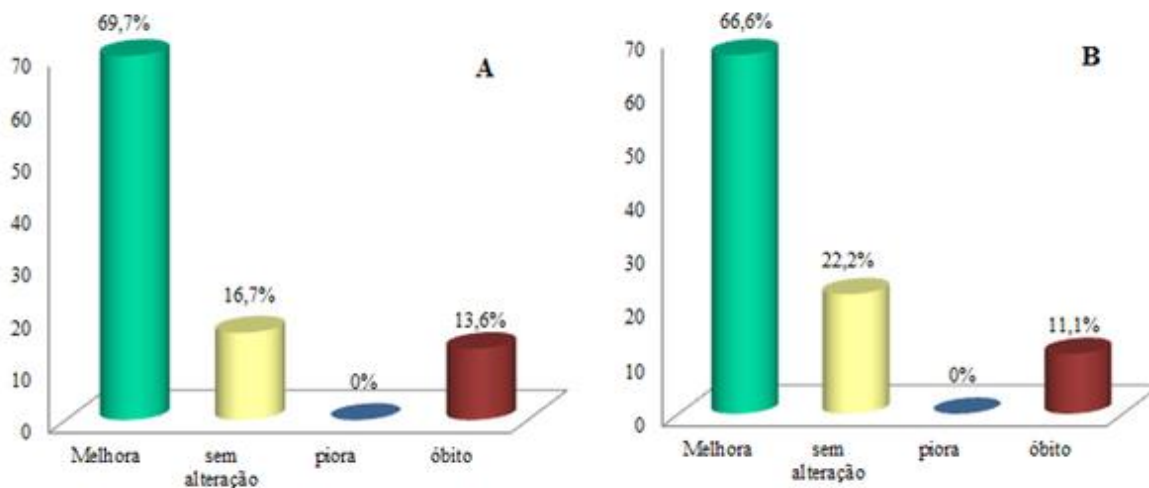 69,7%
A
70
60
50
40
30
20
10
0
16,7%
0%
13,6%
Melhora
sem
alteração
piora
óbito
66,6%
B
70
60
50
40
30
20
10
0
22,2%
0%
11,1%
Melhora
sem
alteração
piora
óbito